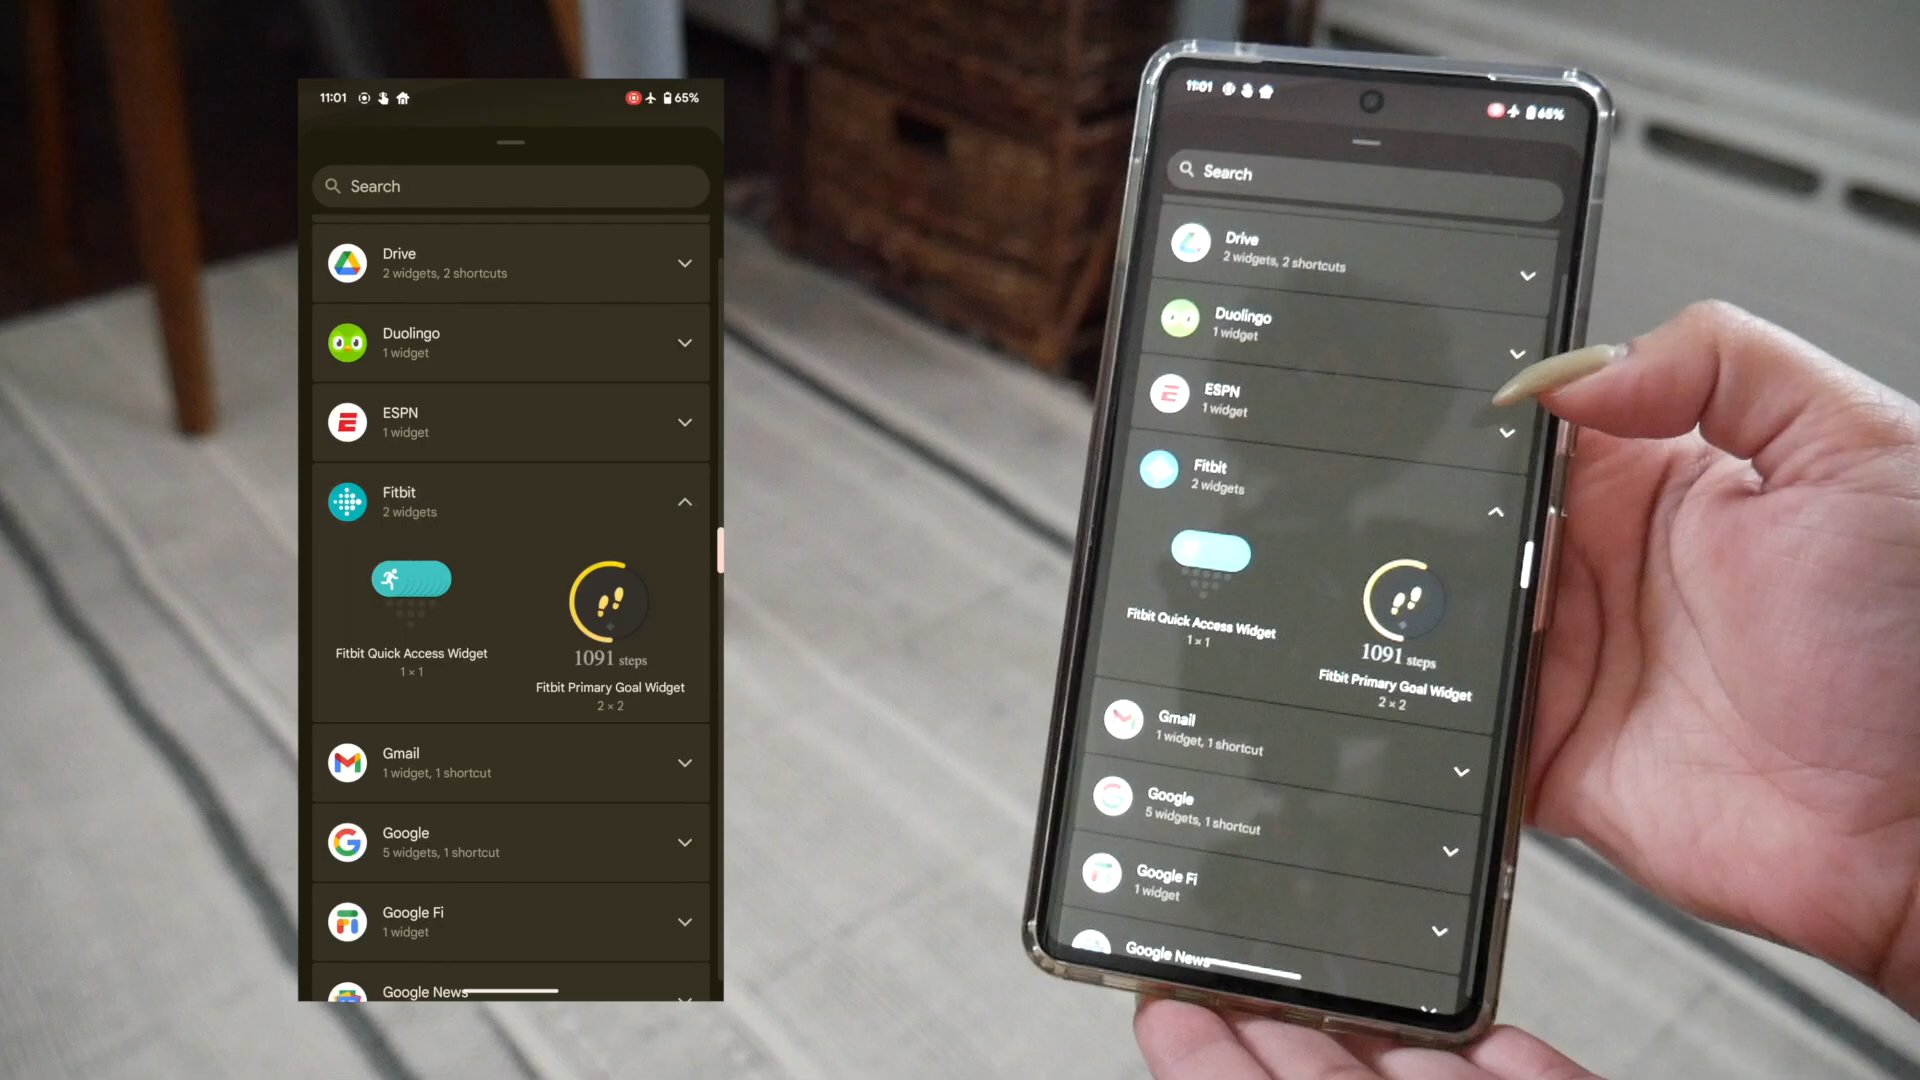 11:01
65%
Search
Drive
2 widgets, 2 shortcuts
Duolingo
1 widget
ESPN
1 widget
Fitbit
2 widgets
Fitbit Quick Access Widget
1 × 1
1091 steps
Fitbit Primary Goal Widget
2 × 2
Gmail
1 widget, 1 shortcut
Google
5 widgets, 1 shortcut
Google Fi
1 widget
Google News
11:01
65%
Search
Drive
2 widgets, 2 shortcuts
Duolingo
1 widget
ESPN
1 widget
Fitbit
2 widgets
Fitbit Quick Access Widget
1 × 1
1091 steps
Fitbit Primary Goal Widget
2 × 2
Gmail
1 widget, 1 shortcut
Google
5 widgets, 1 shortcut
Google Fi
1 widget
Google News